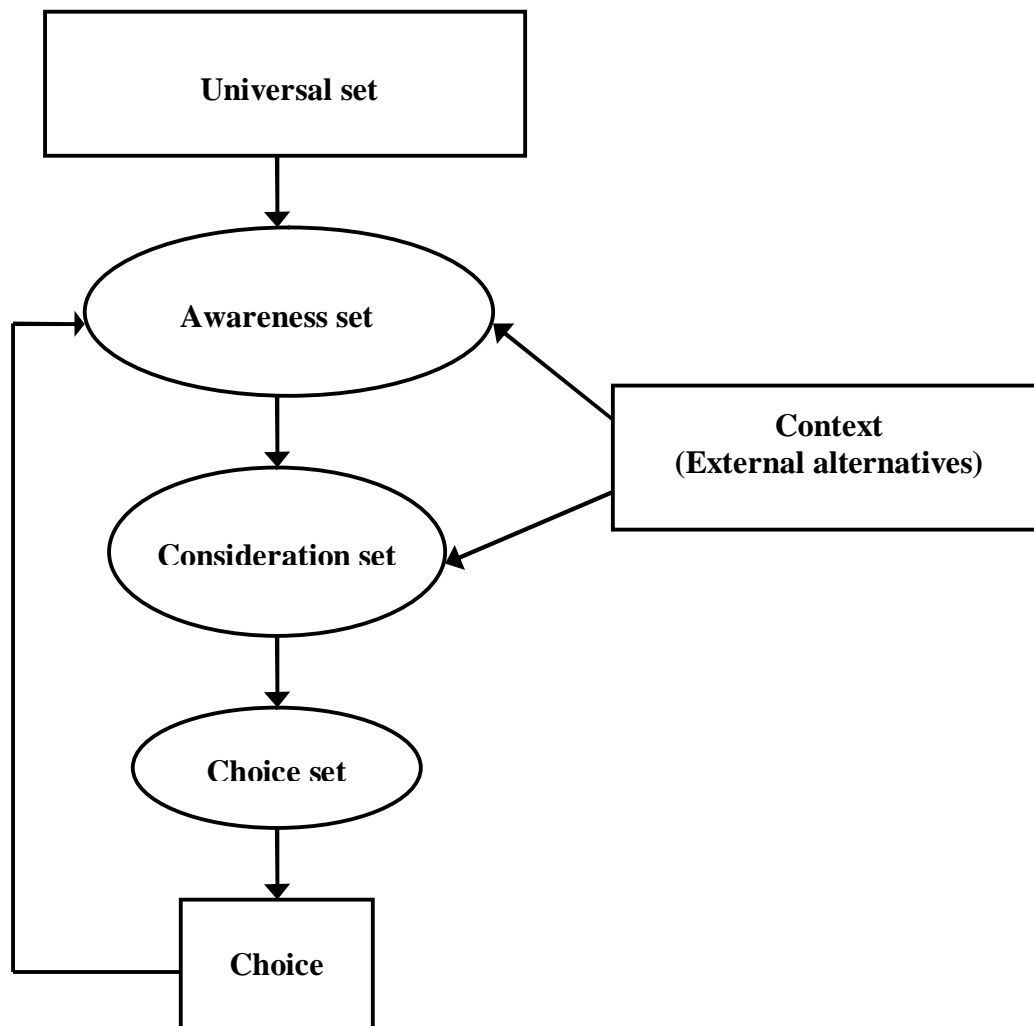 Universal set
Awareness set
Context
(External alternatives)
Consideration set
Choice set
Choice